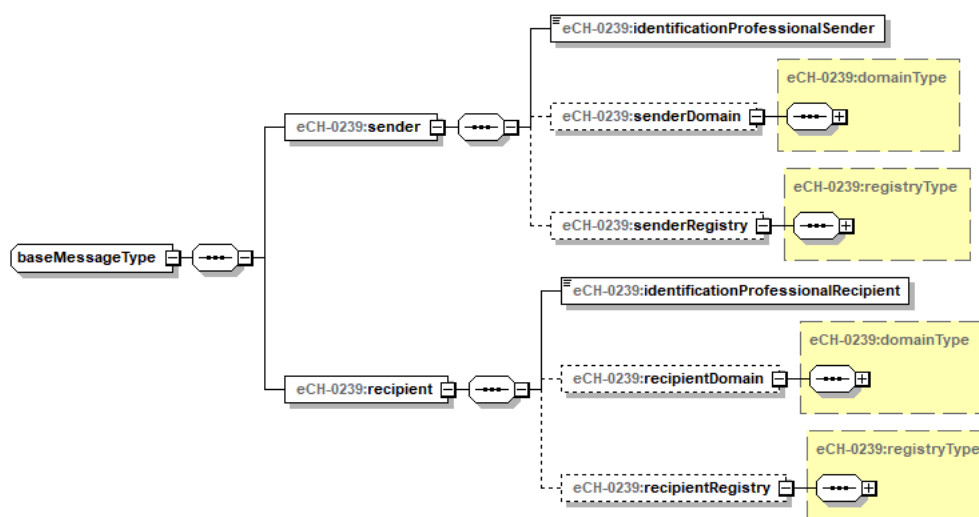 eCH-0239:identificationProfessionalSender
eCH-0239:domainType
eCH-0239:senderDomain
eCH-0239:sender
eCH-0239:registryType
eCH-0239:senderRegistry
baseMessageType
eCH-0239:identificationProfessionalRecipient
eCH-0239:domainType
eCH-0239:recipientDomain
eCH-0239:recipient
eCH-0239:registryType
eCH-0239:recipientRegistry